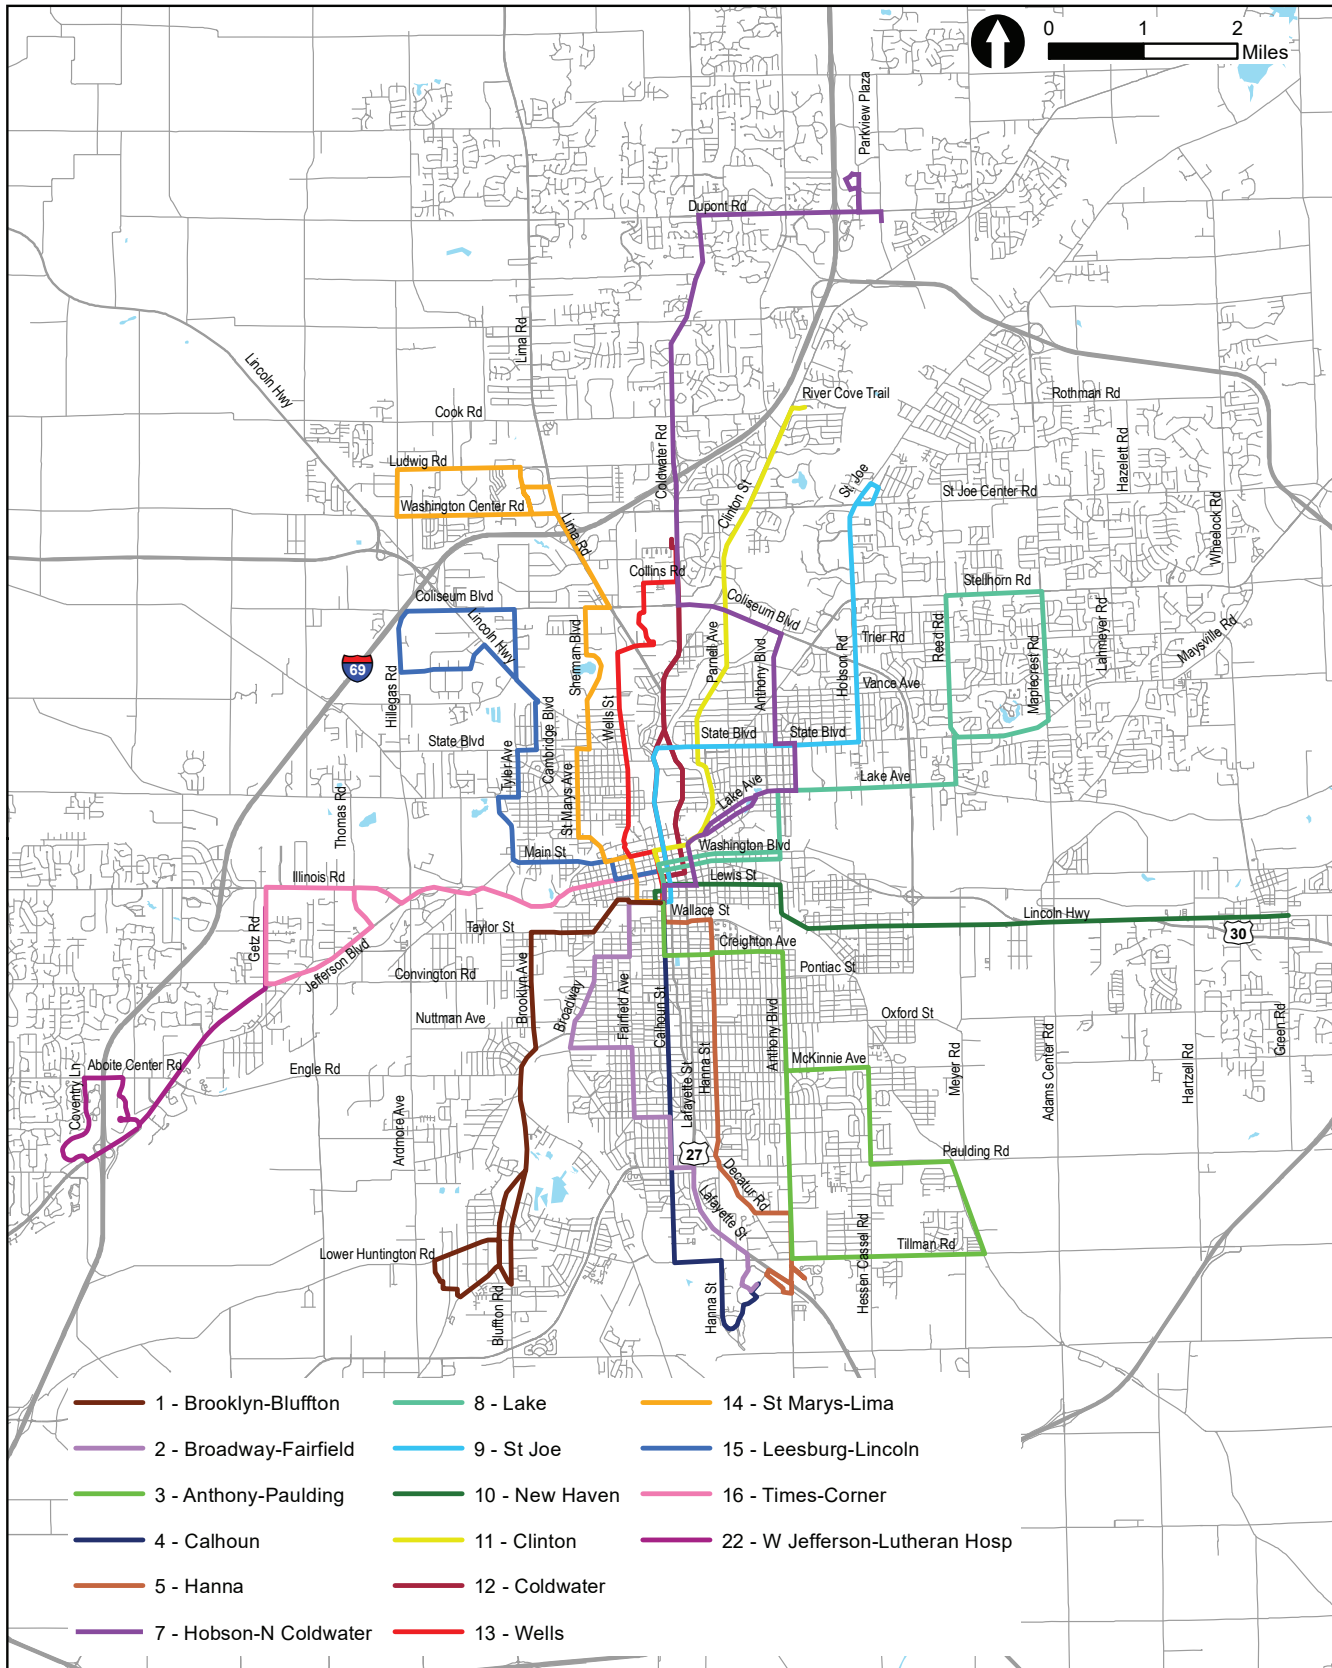 0 1 2
Miles
Parkview Plaza
Dupont Rd
Lima Rd
Lincoln Hwy
River Cove Trail
Rothman Rd
Cook Rd
Coldwater Rd
Hazelett Rd
Ludwig Rd
St. Joe
St Joe Center Rd
Washington Center Rd
Clinton St
Wheelock Rd
Lima Rd
Collins Rd
Stellhorn Rd
Coliseum Blvd
Coliseum Blvd
Lincoln Hwy
Sherman Blvd
Parnell Ave
Anthony Blvd
Hobson Rd
Trier Rd
Reed Rd
Lahmeyer Rd
Maysville Rd
69
Hillegas Rd
Vance Ave
Maplecrest Rd
Wells St
Cambridge Blvd
State Blvd
State Blvd
State Blvd
Tyler Ave
Lake Ave
Lake Ave
Thomas Rd
St Marys Ave
Main St
Washington Blvd
Illinois Rd
Lewis St
Wallace St
Lincoln Hwy
30
Getz Rd
Taylor St
Creighton Ave
Jefferson Blvd
Convington Rd
Pontiac St
Brooklyn Ave
Broadway
Fairfield Ave
Calhoun St
Nuttman Ave
Oxford St
Green Rd
Anthony Blvd
McKinnie Ave
Aboite Center Rd
Engle Rd
Coventry Ln
Lafayette St
Hanna St
Meyer Rd
Adams Center Rd
Hartzell Rd
Ardmore Ave
27
Paulding Rd
Decatur Rd
Lafayette St
Lower Huntington Rd
Hessen Cassel Rd
Tillman Rd
Bluffton Rd
Hanna St
1 - Brooklyn-Bluffton
2 - Broadway-Fairfield
3 - Anthony-Paulding
4 - Calhoun
5 - Hanna
7 - Hobson-N Coldwater
8 - Lake
9 - St Joe
10 - New Haven
11 - Clinton
12 - Coldwater
13 - Wells
14 - St Marys-Lima
15 - Leesburg-Lincoln
16 - Times-Corner
22 - W Jefferson-Lutheran Hosp